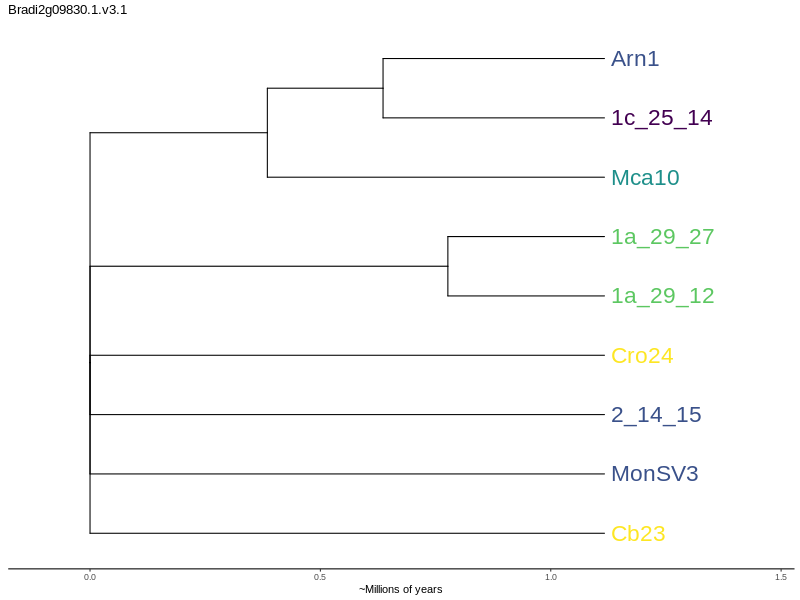 Bradi2g09830.1.v3.1
Arn1
1c_25_14
Mca10
1a_29_27
1a_29_12
Cro24
2_14_15
MonSV3
Cb23
0.0 0.5 1.0 1.5
~Millions of years